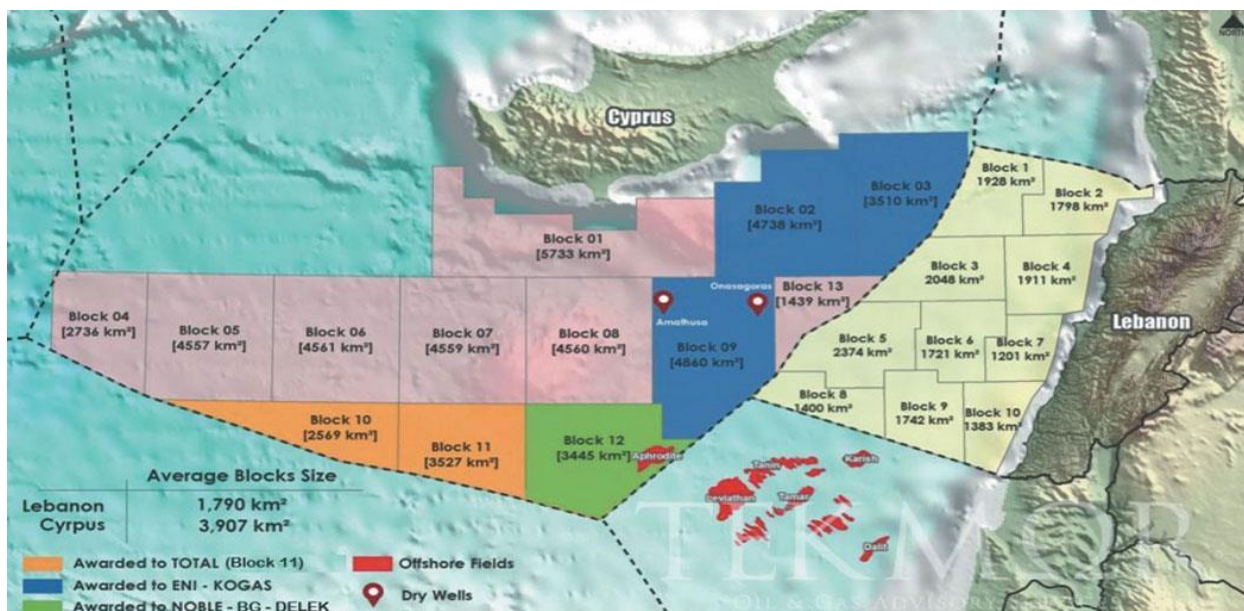 NORTH
Cyprus
Block 1
1928 km²
Block 2
1798 km²
Block 03
[3510 km²]
Block 02
[4738 km²]
Block 01
[5733 km²]
Block 3
2048 km²
Block 4
1911 km²
Block 13
[1439 km²]
Onasagoras
Amathusa
Lebanon
Block 04
[2736 km²]
Block 05
[4557 km²]
Block 06
[4561 km²]
Block 07
[4559 km²]
Block 08
[4560 km²]
Block 09
[4860 km²]
Block 5
2374 km²
Block 6
1721 km²
Block 7
1201 km²
Block 8
1400 km²
Block 9
1742 km²
Block 10
1383 km²
Block 10
[2569 km²]
Block 11
[3527 km²]
Block 12
[3445 km²]
Aphrodite
Tanin
Karish
Leviathan
Tamar
Dalit
Average Blocks Size
Lebanon 1,790 km²
Cyrpus 3,907 km²
Awarded to TOTAL (Block 11)
Awarded to ENI - KOGAS
Awarded to NOBLE - BG - DELEK
Offshore Fields
Dry Wells
TEKMOR